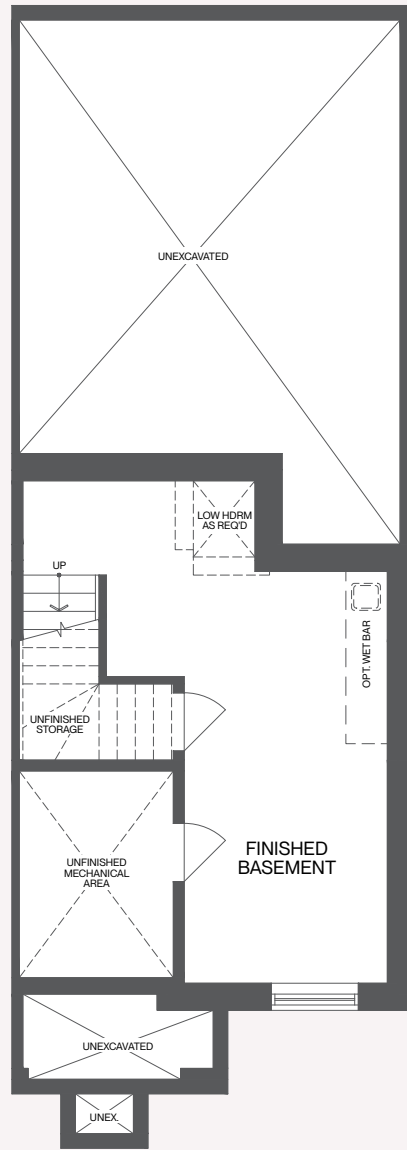 UNEXCAVATED
LOW HDRM
AS REQ'D
UP
OPT. WET BAR
UNFINISHED
STORAGE
FINISHED
BASEMENT
UNFINISHED
MECHANICAL
AREA
UNEXCAVATED
UNEX.